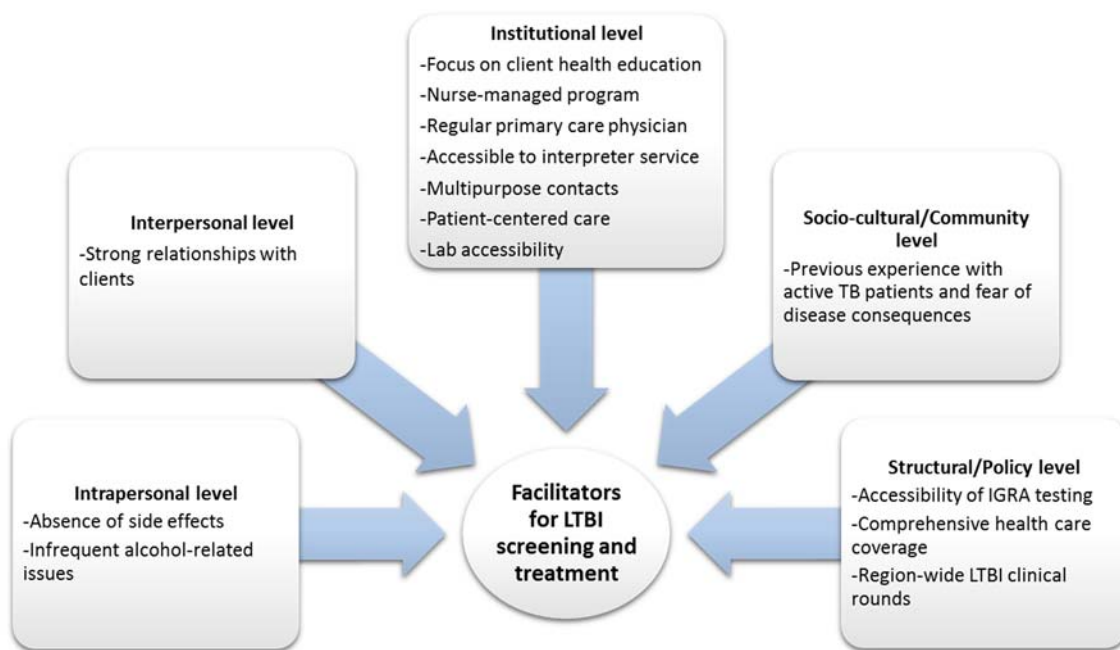 Institutional level
-Focus on client health education
-Nurse-managed program
-Regular primary care physician
-Accessible to interpreter service
-Multipurpose contacts
-Patient-centered care
-Lab accessibility
Interpersonal level
-Strong relationships with
clients
Socio-cultural/Community
level
-Previous experience with
active TB patients and fear of
disease consequences
Intrapersonal level
-Absence of side effects
-Infrequent alcohol-related
issues
Facilitators
for LTBI
screening and
treatment
Structural/Policy level
-Accessibility of IGRA testing
-Comprehensive health care
coverage
-Region-wide LTBI clinical
rounds